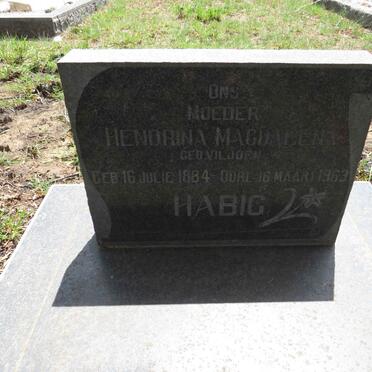 ONS
MOEDER
HENDRINA MAGDALENA
GEB. VILJOEN
GEB 16 JULIE 1884 - OORL 16 MAART 1963
HABIG